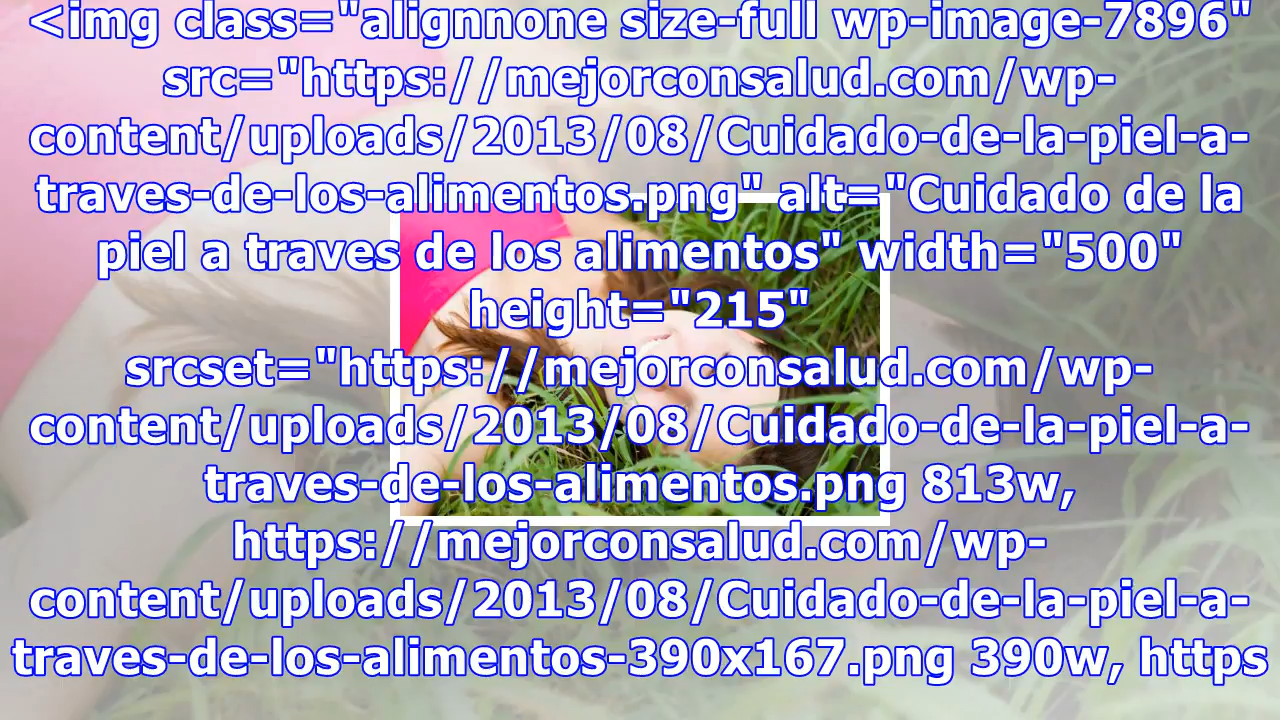 <img class="alignnone size-full wp-image-7896"
src="https://mejorconsalud.com/wp-
content/uploads/2013/08/Cuidado-de-la-piel-a-
traves-de-los-alimentos.png" alt="Cuidado de la
piel a traves de los alimentos" width="500"
height="215"
srcset="https://mejorconsalud.com/wp-
content/uploads/2013/08/Cuidado-de-la-piel-a-
traves-de-los-alimentos.png 813w,
https://mejorconsalud.com/wp-
content/uploads/2013/08/Cuidado-de-la-piel-a-
traves-de-los-alimentos-390x167.png 390w, https